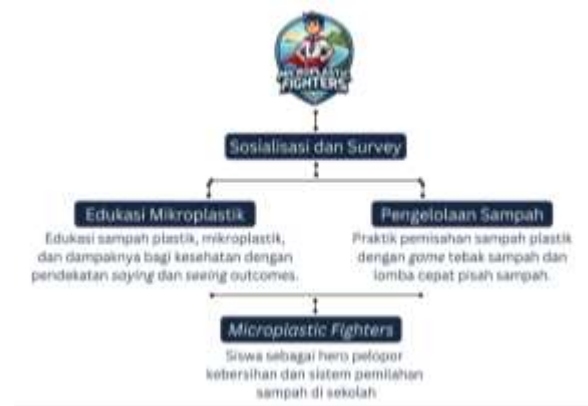 MICROPLASTIC
FIGHTERS
Sosialisasi dan Survey
Edukasi Mikroplastik
Edukasi sampah plastik, mikroplastik,
dan dampaknya bagi kesehatan dengan
pendekatan saying dan seeing outcomes.
Pengelolaan Sampah
Praktik pemisahan sampah plastik
dengan game tebak sampah dan
lomba cepat pisah sampah.
Microplastic Fighters
Siswa sebagai hero pelopor
kebersihan dan sistem pemilahan
sampah di sekolah